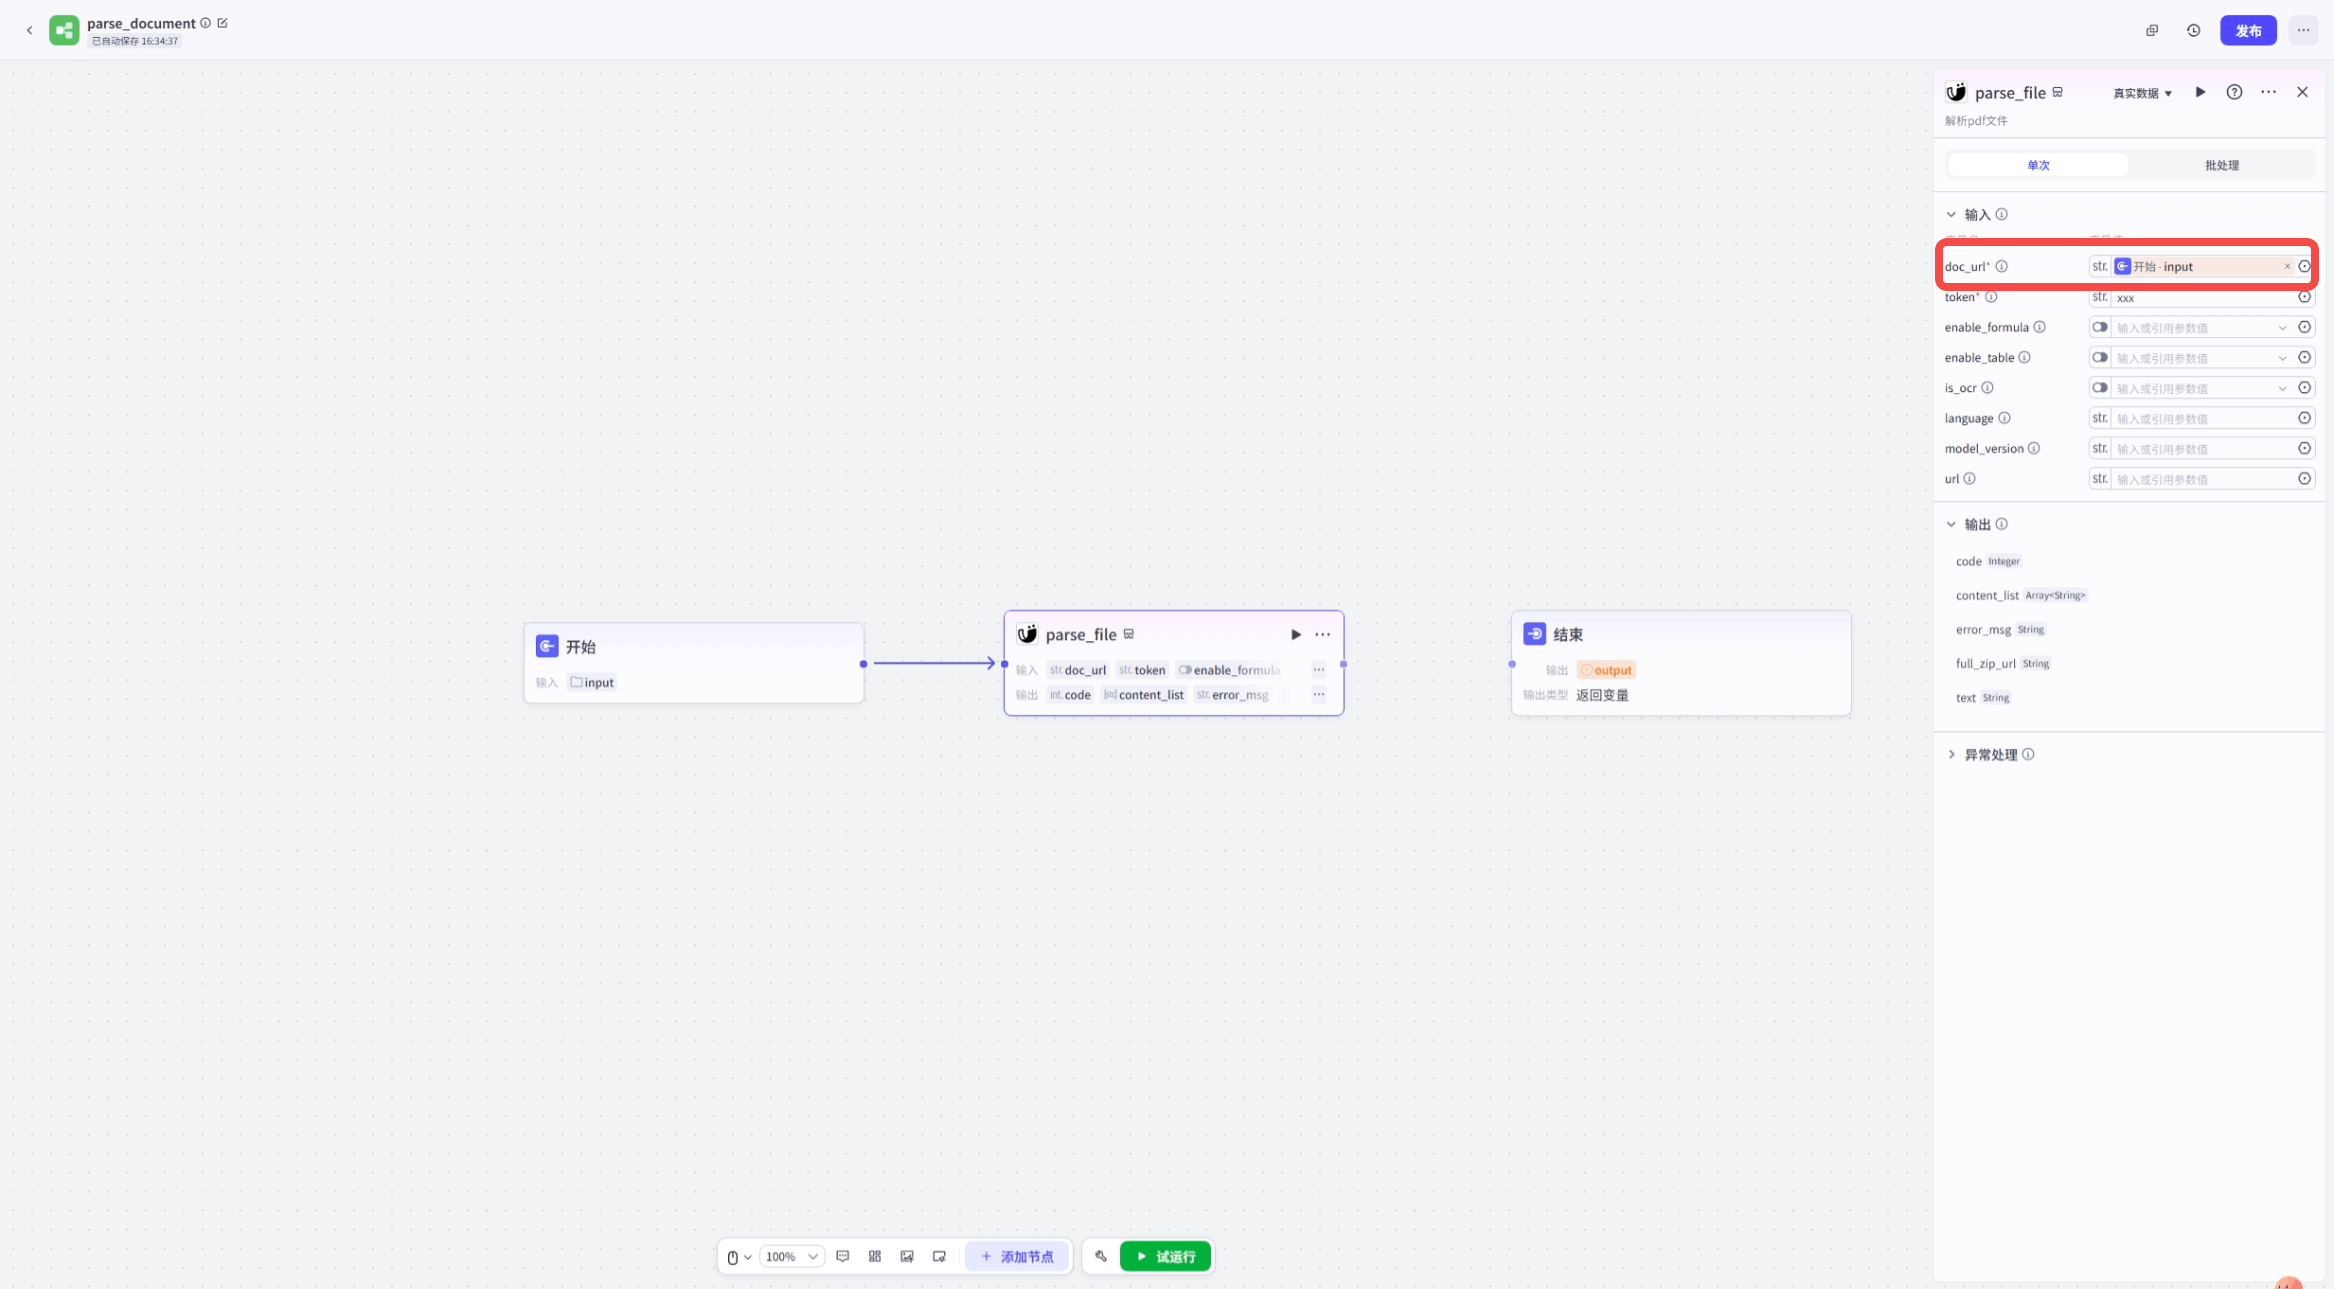 parse_document
已自动保存 16:34:37
发布
parse_file
真实数据
解析pdf文件
单次
批处理
输入
doc_url*
str. 开始 · input
token*
str. xxx
enable_formula
输入或引用参数值
enable_table
输入或引用参数值
is_ocr
输入或引用参数值
language
str. 输入或引用参数值
model_version
str. 输入或引用参数值
url
str. 输入或引用参数值
输出
code Integer
content_list Array<String>
error_msg String
full_zip_url String
text String
异常处理
开始
输入 input
parse_file
输入 str. doc_url str. token enable_formula
输出 int. code content_list str. error_msg
结束
输出 output
输出类型 返回变量
100%
添加节点
试运行